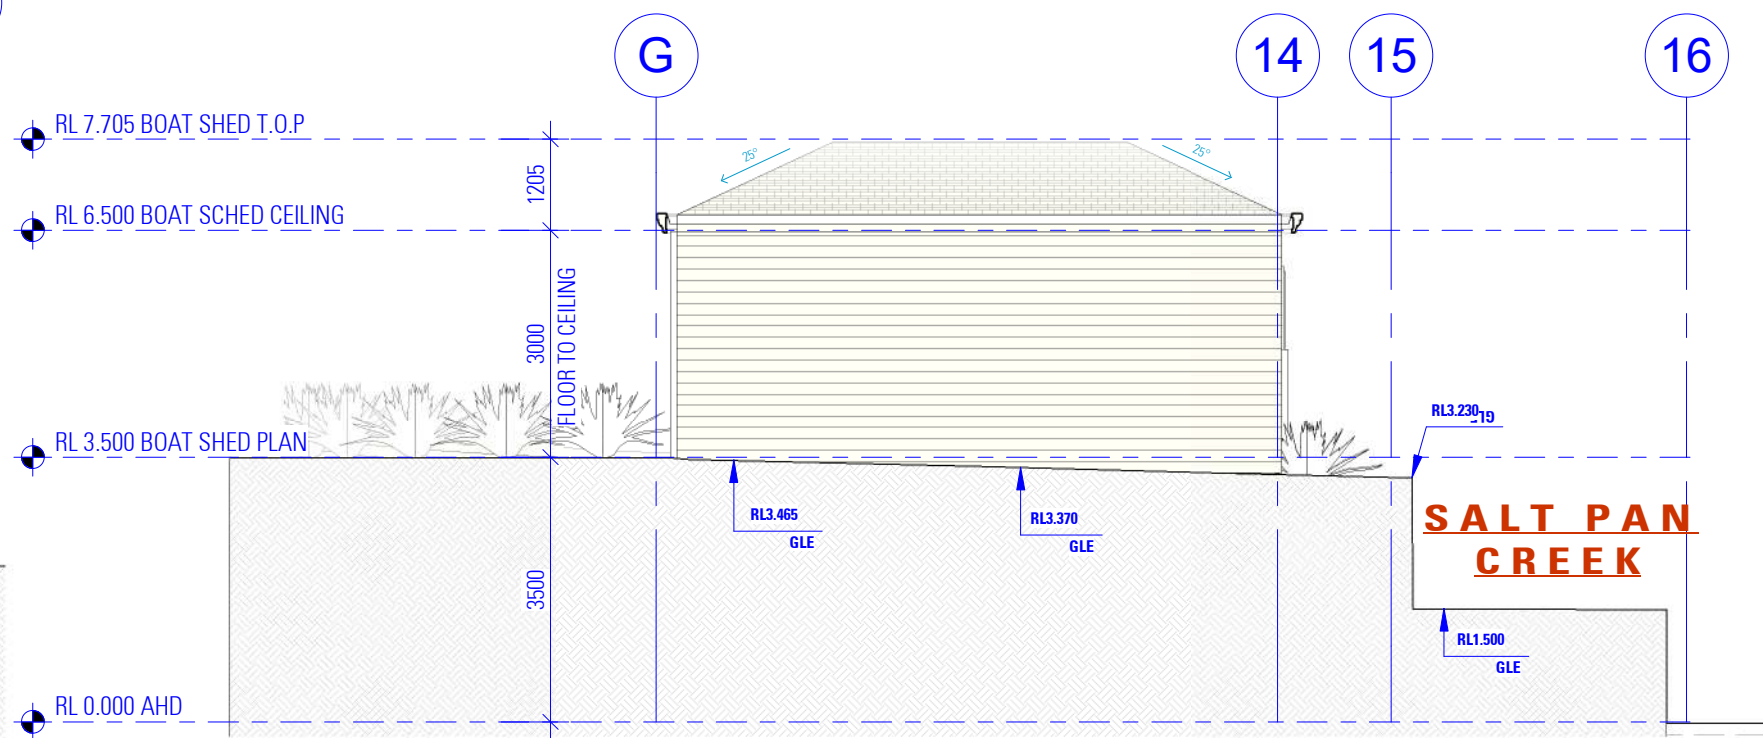 G
14
15
16
RL 7.705 BOAT SHED T.O.P
25°
25°
1205
RL 6.500 BOAT SCHED CEILING
3000
FLOOR TO CEILING
RL3.230
GL
RL 3.500 BOAT SHED PLAN
RL3.465
GLE
RL3.370
GLE
SALT PAN
CREEK
3500
RL1.500
GLE
RL 0.000 AHD